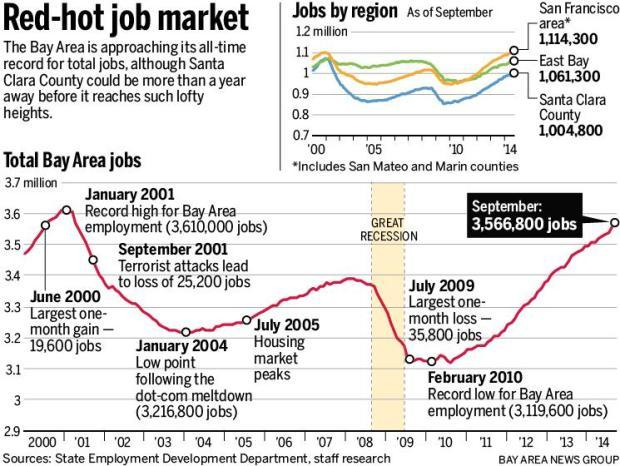 Red-hot job market
The Bay Area is approaching its all-time
record for total jobs, although Santa
Clara County could be more than a year
away before it reaches such lofty
heights.
Jobs by region As of September
1.2 million
1.1
1
0.9
0.8
0.7
'00 '05 '10 '14
*Includes San Mateo and Marin counties
San Francisco
area*
1,114,300
East Bay
1,061,300
Santa Clara
County
1,004,800
Total Bay Area jobs
3.7 million
3.6
3.5
3.4
3.3
3.2
3.1
3
2.9
January 2001
Record high for Bay Area
employment (3,610,000 jobs)
September 2001
Terrorist attacks lead
to loss of 25,200 jobs
June 2000
Largest one-
month gain —
19,600 jobs
January 2004
Low point
following the
dot-com meltdown
(3,216,800 jobs)
July 2005
Housing
market
peaks
GREAT
RECESSION
July 2009
Largest one-
month loss —
35,800 jobs
February 2010
Record low for Bay Area
employment (3,119,600 jobs)
September:
3,566,800 jobs
2000 '01 '02 '03 '04 '05 '06 '07 '08 '09 '10 '11 '12 '13 '14
Sources: State Employment Development Department, staff research
BAY AREA NEWS GROUP